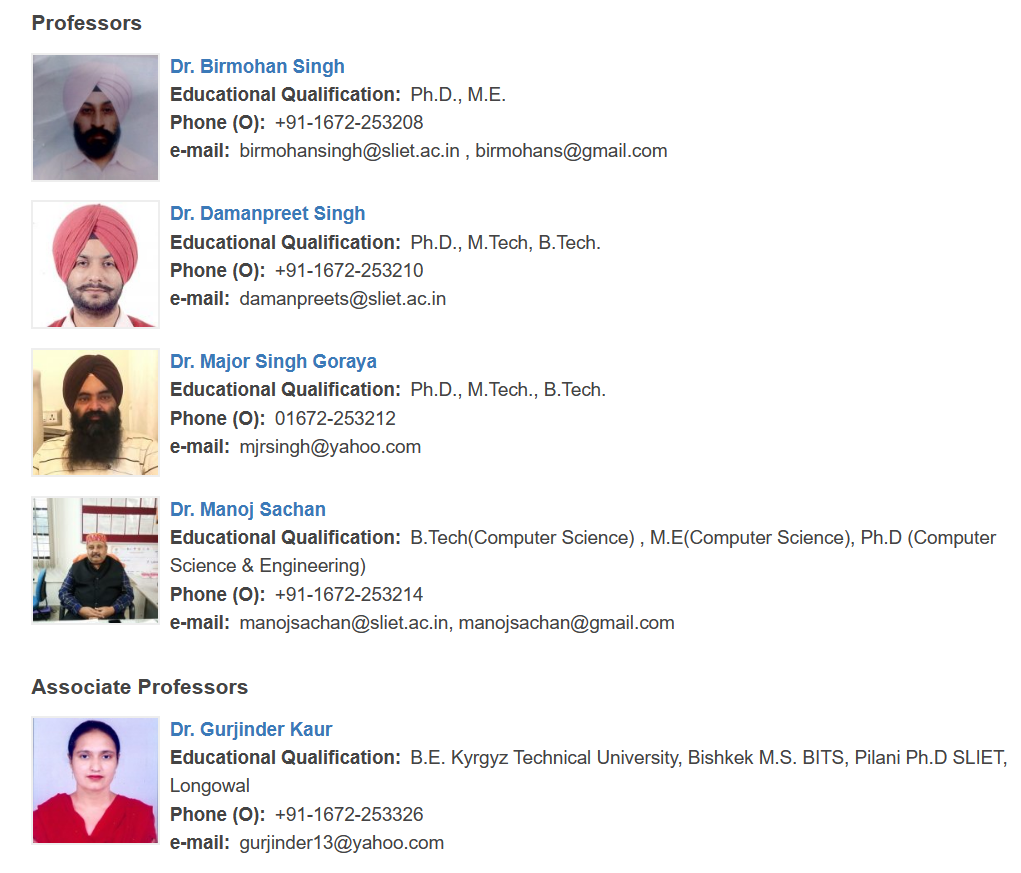 Professors
Dr. Birmohan Singh
Educational Qualification: Ph.D., M.E.
Phone (O): +91-1672-253208
e-mail: birmohansingh@sliet.ac.in , birmohans@gmail.com
Dr. Damanpreet Singh
Educational Qualification: Ph.D., M.Tech, B.Tech.
Phone (O): +91-1672-253210
e-mail: damanpreets@sliet.ac.in
Dr. Major Singh Goraya
Educational Qualification: Ph.D., M.Tech., B.Tech.
Phone (O): 01672-253212
e-mail: mjrsingh@yahoo.com
Dr. Manoj Sachan
Educational Qualification: B.Tech(Computer Science) , M.E(Computer Science), Ph.D (Computer
Science & Engineering)
Phone (O): +91-1672-253214
e-mail: manojsachan@sliet.ac.in, manojsachan@gmail.com
Associate Professors
Dr. Gurjinder Kaur
Educational Qualification: B.E. Kyrgyz Technical University, Bishkek M.S. BITS, Pilani Ph.D SLIET,
Longowal
Phone (O): +91-1672-253326
e-mail: gurjinder13@yahoo.com